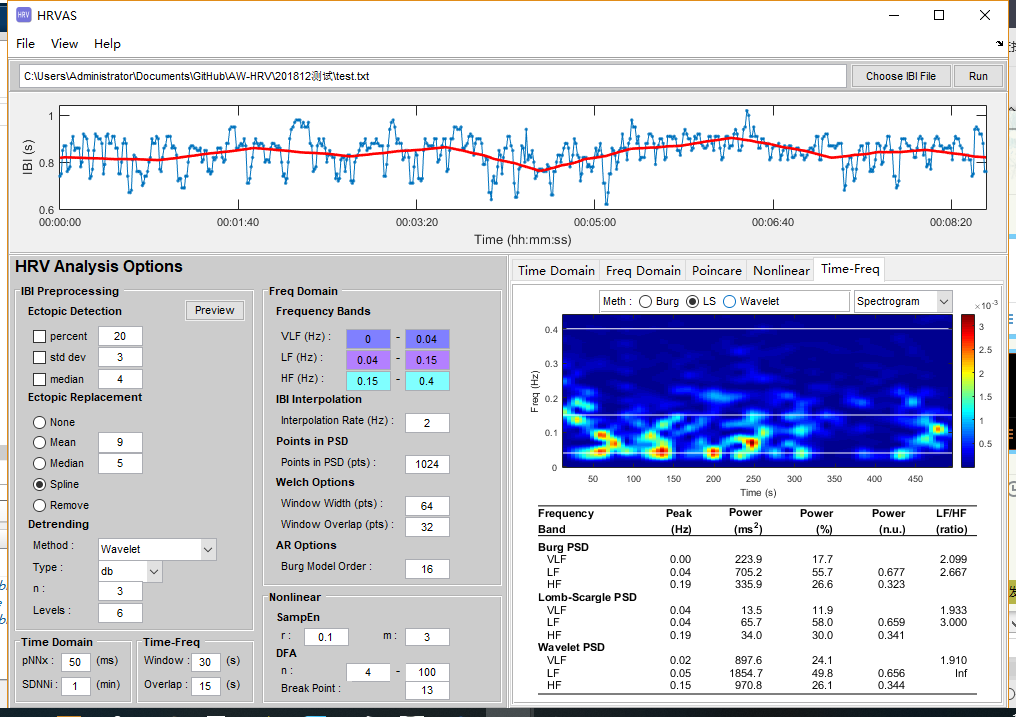 HRV HRVAS
File View Help
C:\Users\Administrator\Documents\GitHub\AW-HRV\201812测试\test.txt Choose IBI File Run
1
0.8
0.6
IBI (s)
00:00:00 00:01:40 00:03:20 00:05:00 00:06:40 00:08:20
Time (hh:mm:ss)
HRV Analysis Options
IBI Preprocessing
Ectopic Detection Preview
percent 20
std dev 3
median 4
Ectopic Replacement
None
Mean 9
Median 5
Spline
Remove
Detrending
Method : Wavelet
Type : db
n : 3
Levels : 6
Time Domain
pNNx : 50 (ms)
SDNNi : 1 (min)
Time-Freq
Window : 30 (s)
Overlap : 15 (s)
Freq Domain
Frequency Bands
VLF (Hz) : 0 - 0.04
LF (Hz) : 0.04 - 0.15
HF (Hz) : 0.15 - 0.4
IBI Interpolation
Interpolation Rate (Hz) : 2
Points in PSD
Points in PSD (pts) : 1024
Welch Options
Window Width (pts) : 64
Window Overlap (pts) : 32
AR Options
Burg Model Order : 16
Nonlinear
SampEn
r : 0.1 m : 3
DFA
n : 4 - 100
Break Point : 13
Time Domain Freq Domain Poincare Nonlinear Time-Freq
Meth : Burg LS Wavelet Spectrogram
×10⁻³
0.4
0.3
0.2
0.1
0
Freq (Hz)
3
2.5
2
1.5
1
0.5
50 100 150 200 250 300 350 400 450
Time (s)
Frequency Peak Power Power Power LF/HF
Band (Hz) (ms²) (%) (n.u.) (ratio)
Burg PSD
VLF 0.00 223.9 17.7 2.099
LF 0.04 705.2 55.7 0.677 2.667
HF 0.19 335.9 26.6 0.323
Lomb-Scargle PSD
VLF 0.04 13.5 11.9 1.933
LF 0.04 65.7 58.0 0.659 3.000
HF 0.19 34.0 30.0 0.341
Wavelet PSD
VLF 0.02 897.6 24.1 1.910
LF 0.05 1854.7 49.8 0.656 Inf
HF 0.15 970.8 26.1 0.344